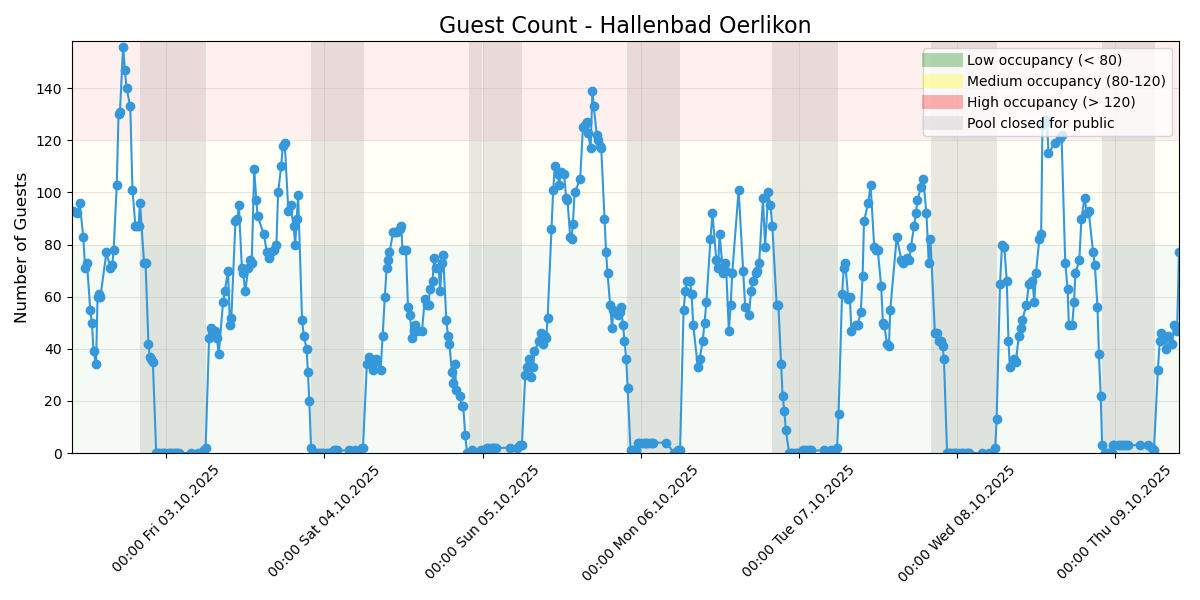 Guest Count - Hallenbad Oerlikon
Number of Guests
140
120
100
80
60
40
20
0
Low occupancy (< 80)
Medium occupancy (80-120)
High occupancy (> 120)
Pool closed for public
00:00 Fri 03.10.2025
00:00 Sat 04.10.2025
00:00 Sun 05.10.2025
00:00 Mon 06.10.2025
00:00 Tue 07.10.2025
00:00 Wed 08.10.2025
00:00 Thu 09.10.2025